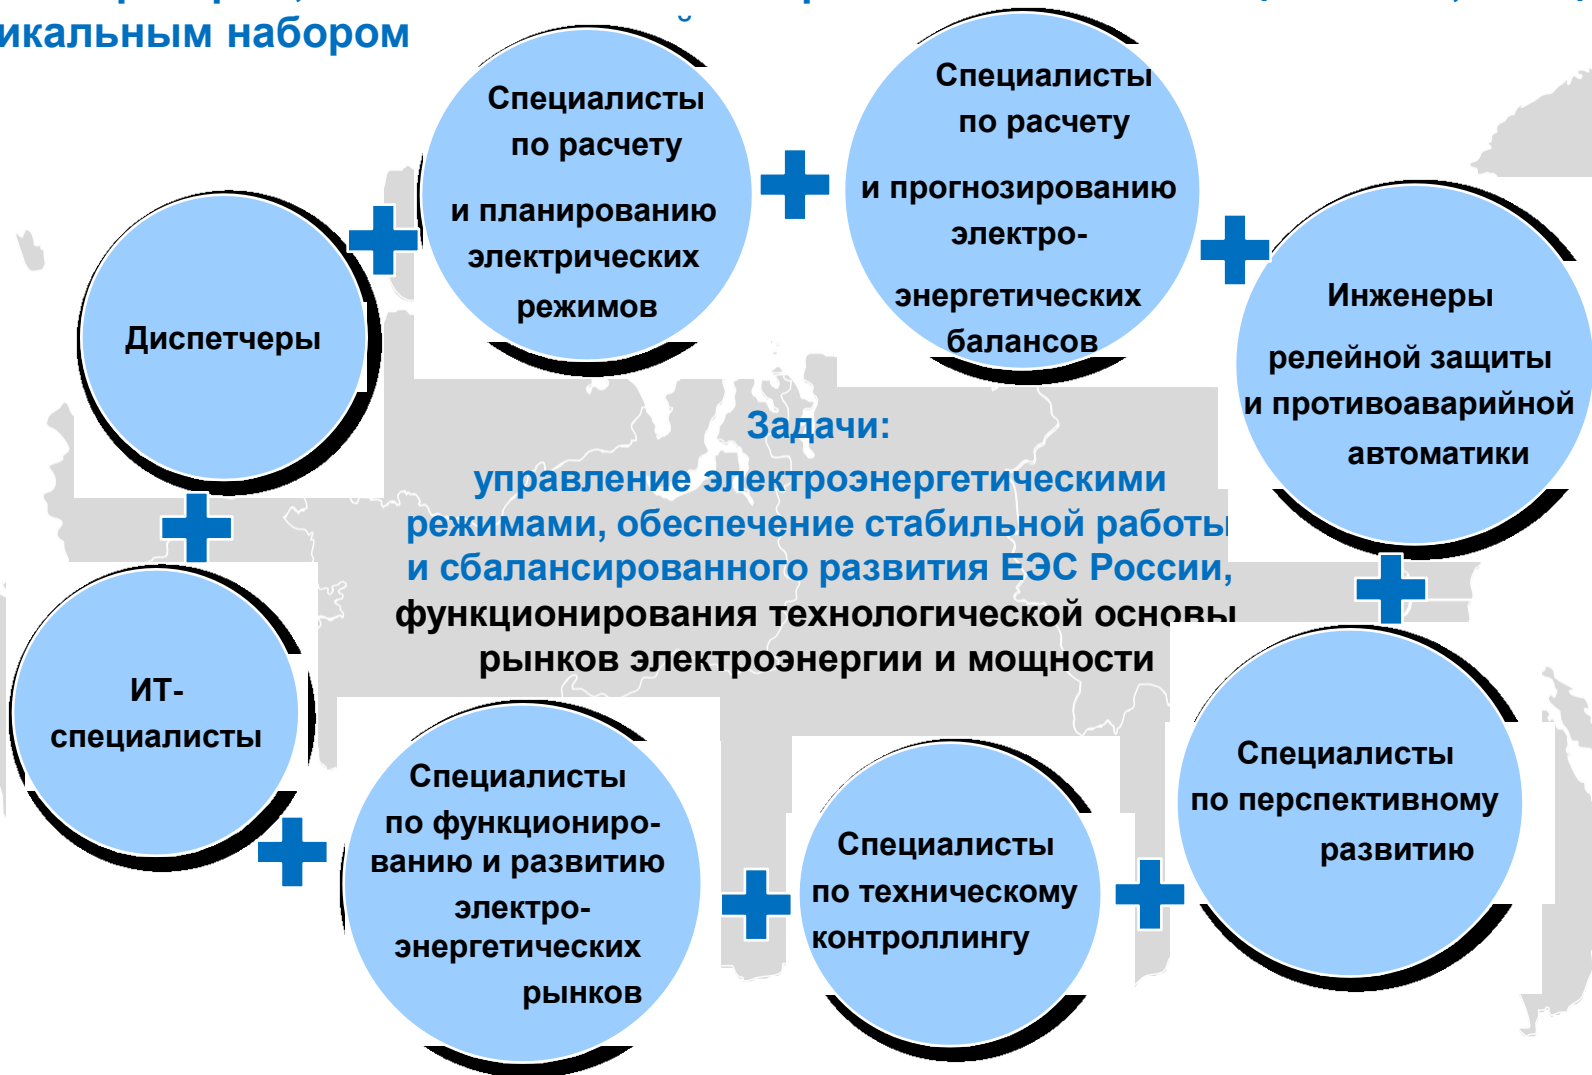 никальным набором
Специалисты
по расчету
и планированию
электрических
режимов
Специалисты
по расчету
и прогнозированию
электро-
энергетических
балансов
Диспетчеры
Инженеры
релейной защиты
и противоаварийной
автоматики
Задачи:
управление электроэнергетическими
режимами, обеспечение стабильной работы
и сбалансированного развития ЕЭС России,
функционирования технологической основы
рынков электроэнергии и мощности
ИТ-
специалисты
Специалисты
по функциониро-
ванию и развитию
электро-
энергетических
рынков
Специалисты
по техническому
контроллингу
Специалисты
по перспективному
развитию